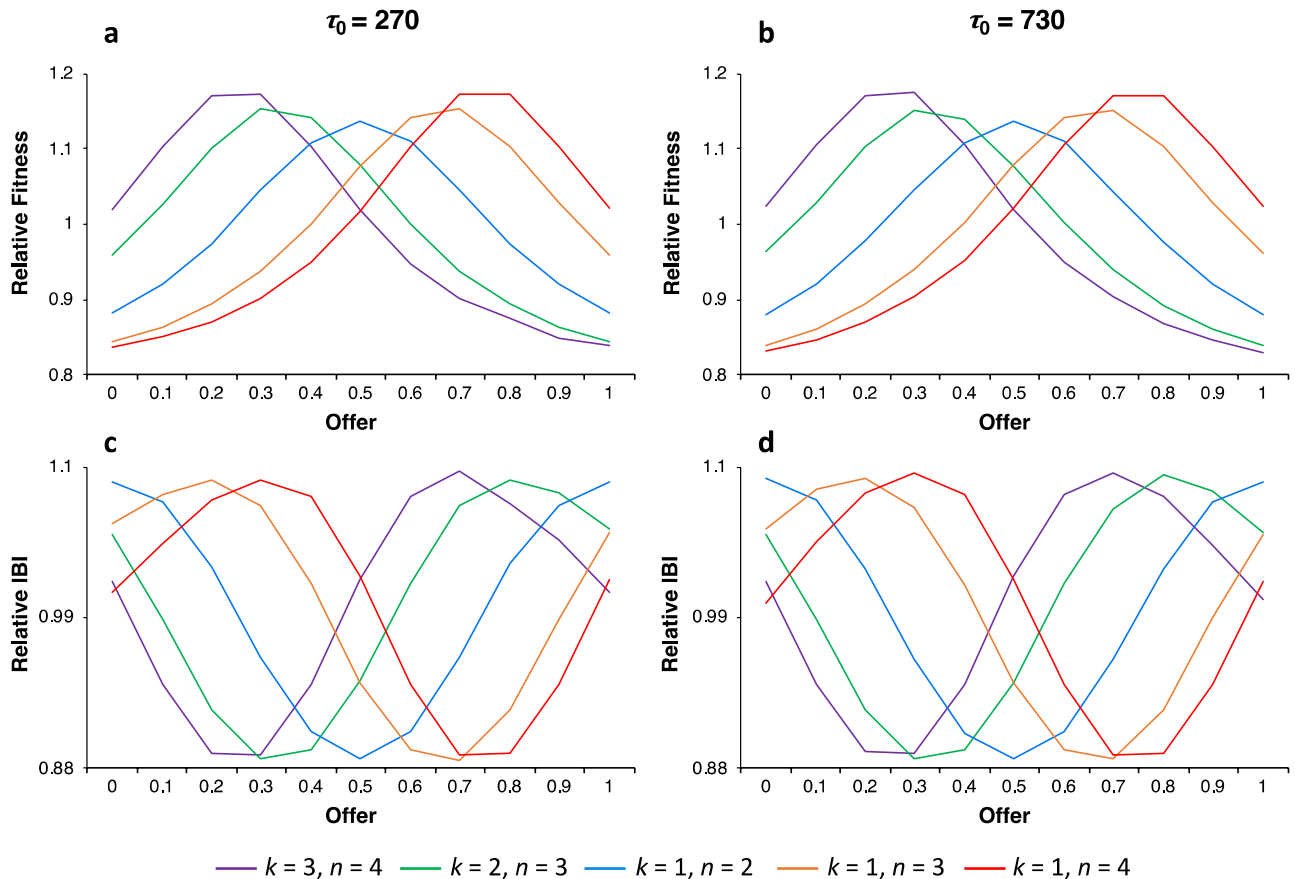 τ0 = 270
τ0 = 730
a
b
Relative Fitness
1.2
1.1
1
0.9
0.8
0 0.1 0.2 0.3 0.4 0.5 0.6 0.7 0.8 0.9 1
Offer
Relative Fitness
1.2
1.1
1
0.9
0.8
0 0.1 0.2 0.3 0.4 0.5 0.6 0.7 0.8 0.9 1
Offer
c
d
Relative IBI
1.1
0.99
0.88
0 0.1 0.2 0.3 0.4 0.5 0.6 0.7 0.8 0.9 1
Offer
Relative IBI
1.1
0.99
0.88
0 0.1 0.2 0.3 0.4 0.5 0.6 0.7 0.8 0.9 1
Offer
k = 3, n = 4 k = 2, n = 3 k = 1, n = 2 k = 1, n = 3 k = 1, n = 4